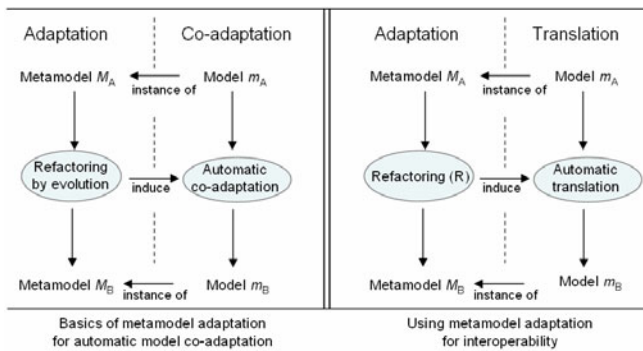 Adaptation
Co-adaptation
Metamodel MA
instance of
Model mA
Refactoring
by evolution
induce
Automatic
co-adaptation
Metamodel MB
instance of
Model mB
Basics of metamodel adaptation
for automatic model co-adaptation
Adaptation
Translation
Metamodel MA
instance of
Model mA
Refactoring (R)
induce
Automatic
translation
Metamodel MB
instance of
Model mB
Using metamodel adaptation
for interoperability